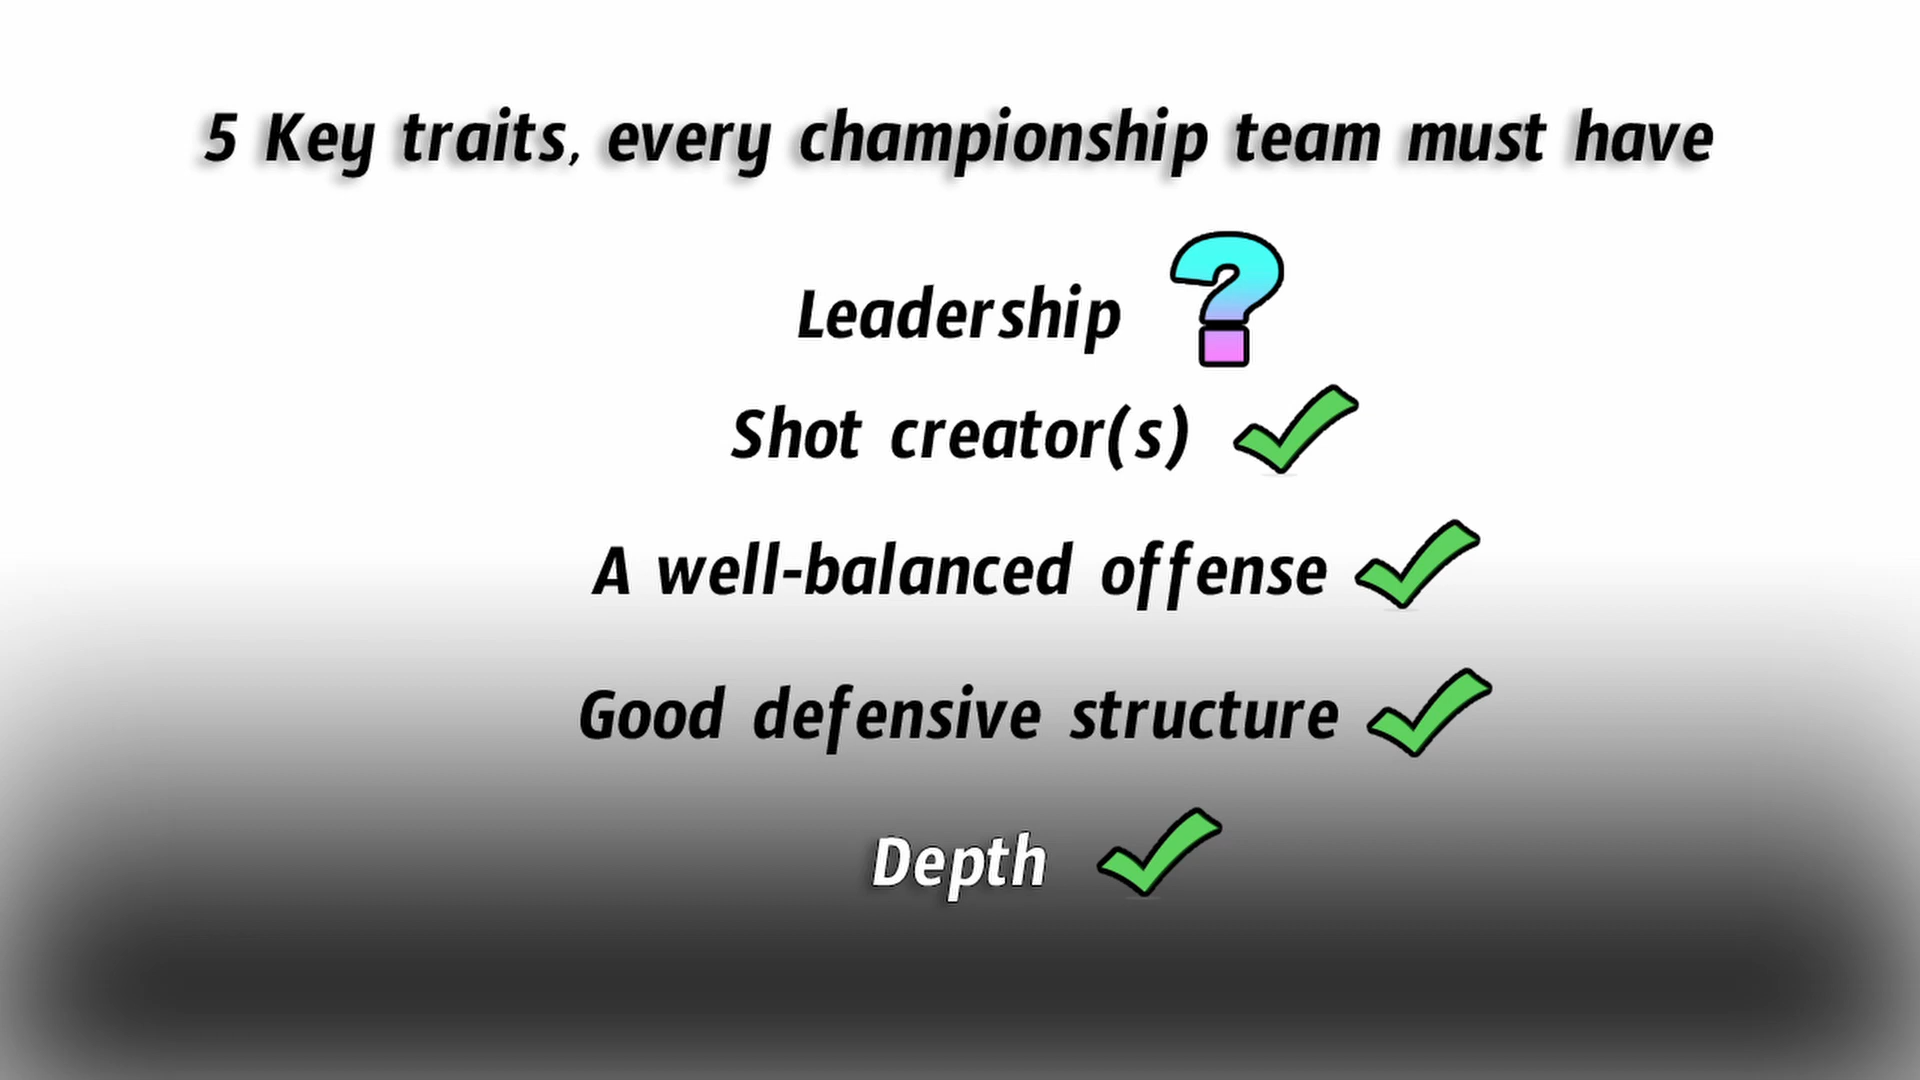 5 Key traits, every championship team must have
Leadership ?
Shot creator(s)
A well-balanced offense
Good defensive structure
Depth